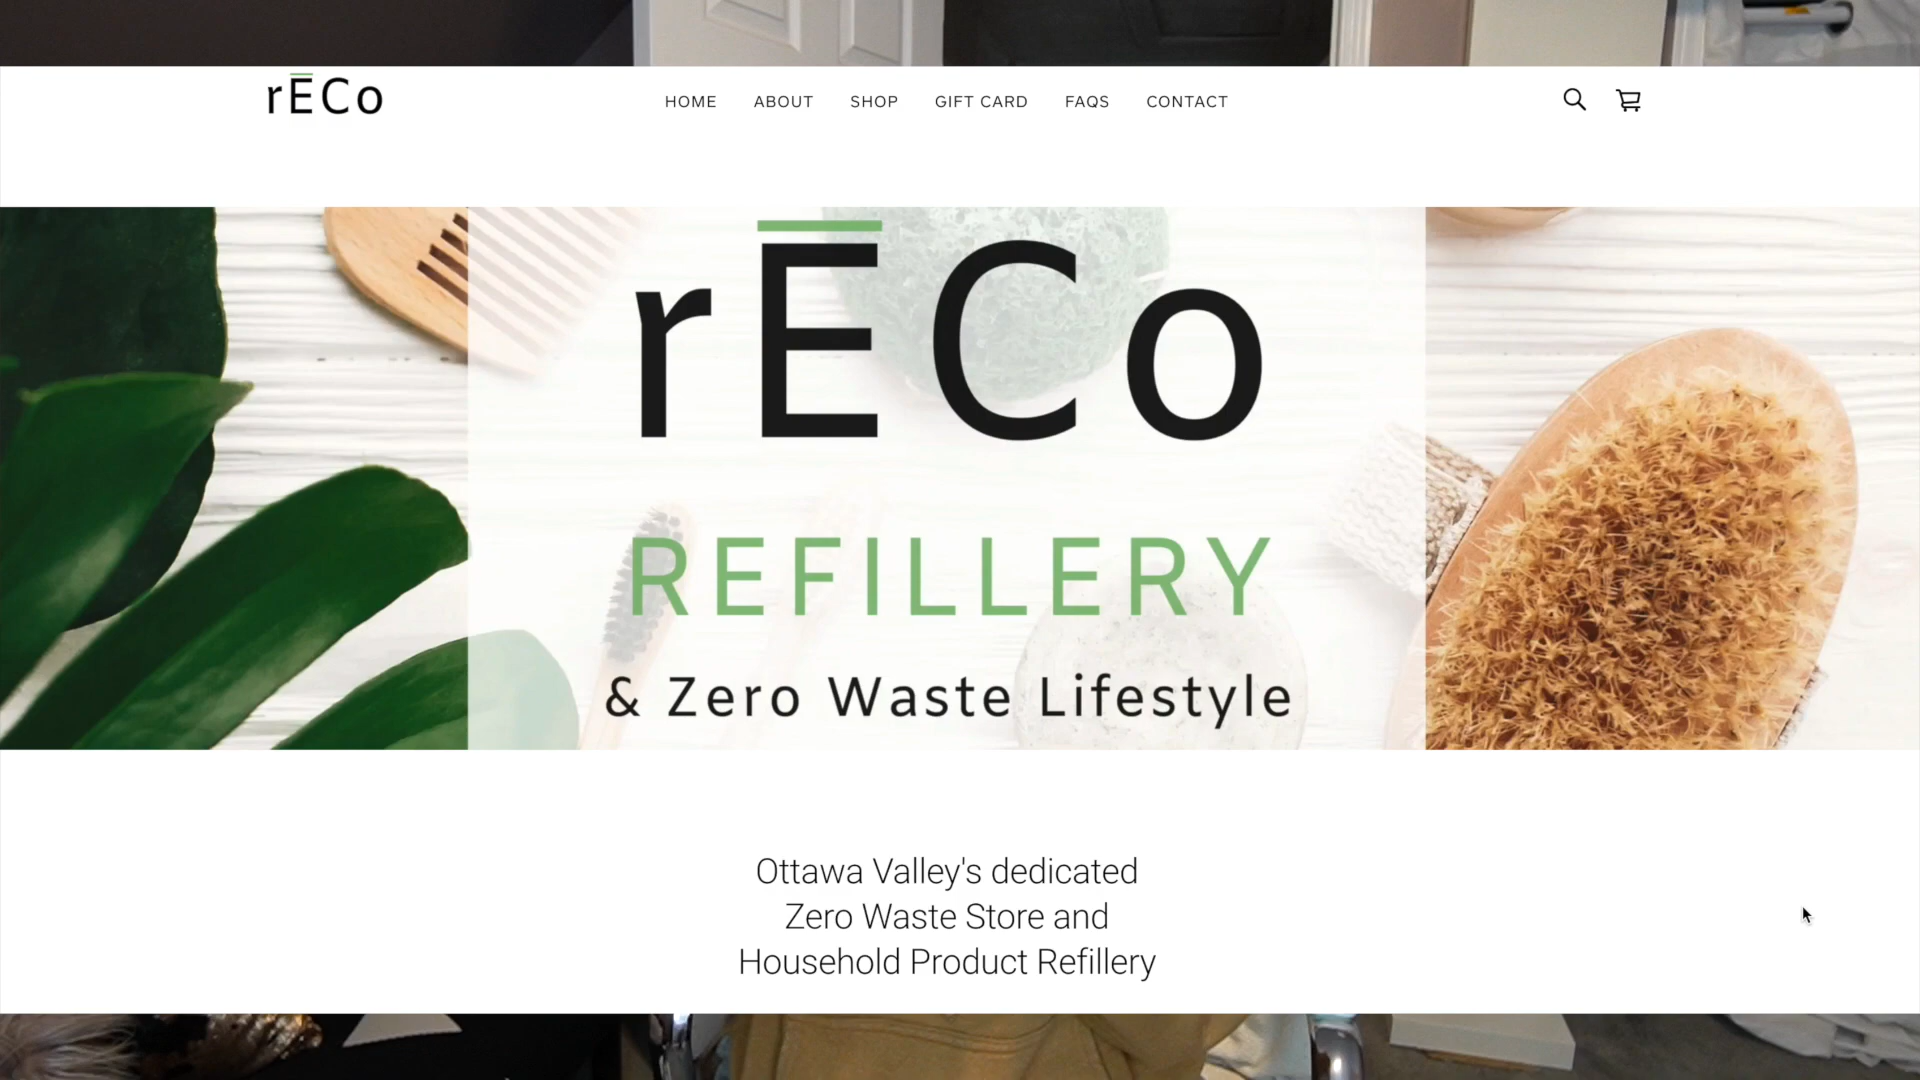 rĒCo
HOME ABOUT SHOP GIFT CARD FAQS CONTACT
rĒCo
REFILLERY
& Zero Waste Lifestyle
Ottawa Valley's dedicated
Zero Waste Store and
Household Product Refillery